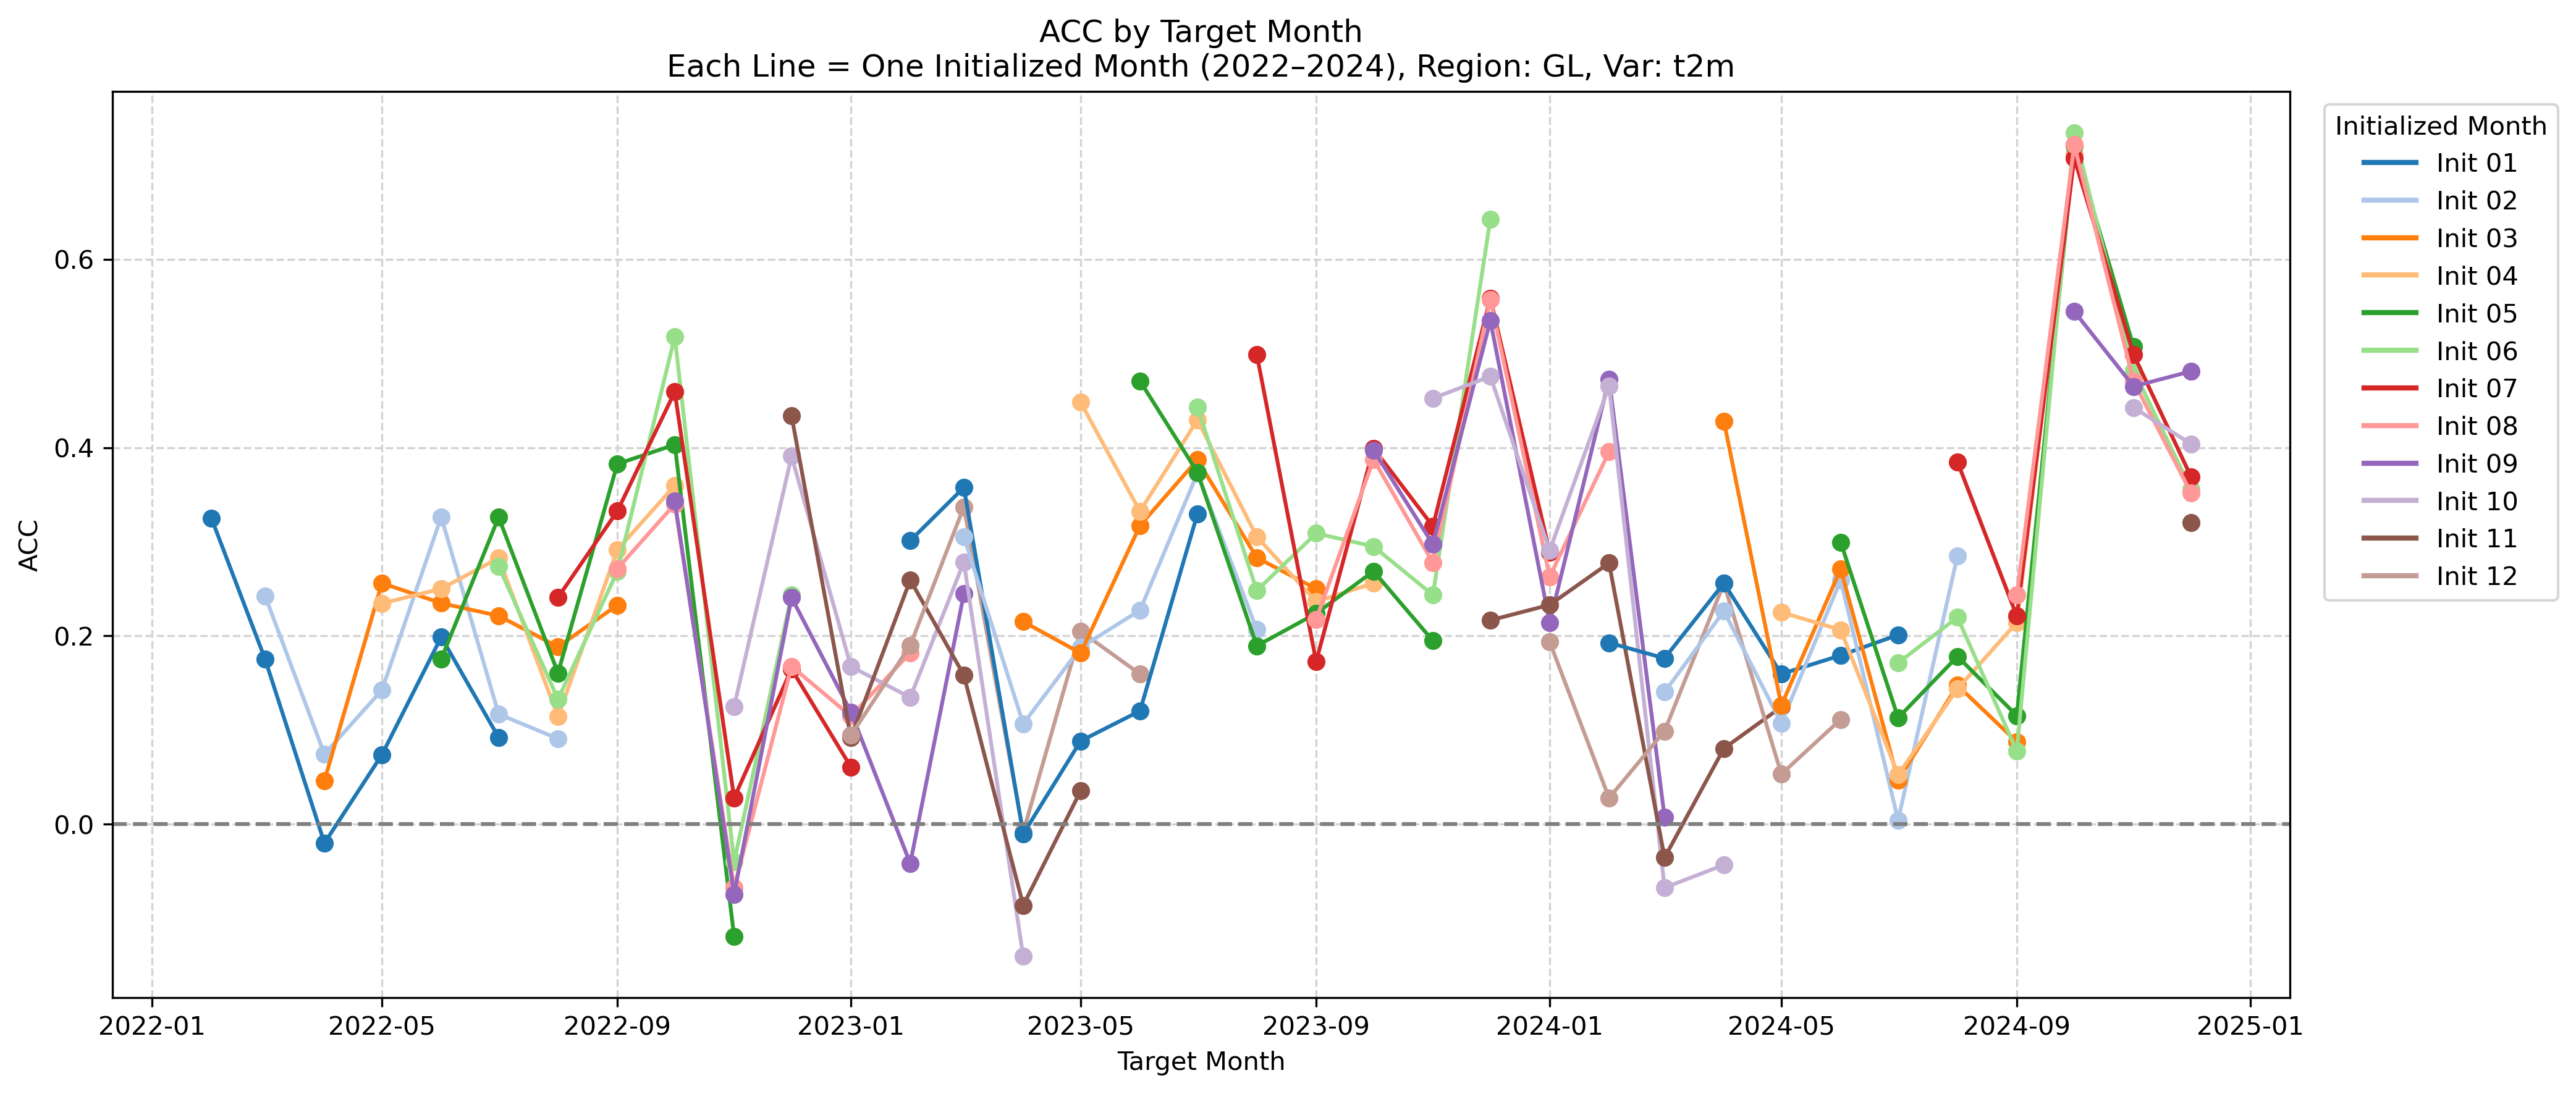 ACC by Target Month
Each Line = One Initialized Month (2022–2024), Region: GL, Var: t2m
ACC
0.6
0.4
0.2
0.0
2022-01
2022-05
2022-09
2023-01
2023-05
2023-09
2024-01
2024-05
2024-09
2025-01
Target Month
Initialized Month
Init 01
Init 02
Init 03
Init 04
Init 05
Init 06
Init 07
Init 08
Init 09
Init 10
Init 11
Init 12